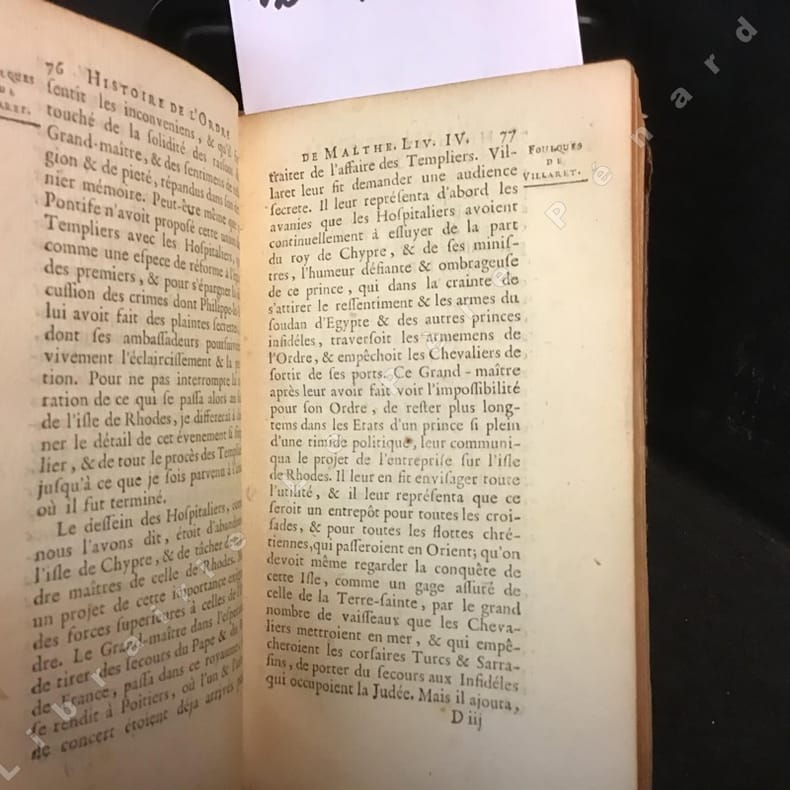 76 HISTOIRE DE L'ORDRE
sentit les inconveniens, & qu'il
touché de la solidité des raisons
Grand-maître, & des sentimens de
gion & de pieté, répandus dans son
nier mémoire. Peut-être même que
Pontife n'avoit proposé cette union
Templiers avec les Hospitaliers,
comme une espece de réforme à
des premiers, & pour s'épargner la
cussion des crimes dont Philippe
lui avoit fait des plaintes secretes
dont ses ambassadeurs
vivement l'éclaircissement & la
tion. Pour ne pas interrompre la
ration de ce qui se passa alors au
de l'isle de Rhodes, je differerai à
ner le détail de cet évenement si
lier, & de tout le procès des
jusqu'à ce que je sois parvenu à
où il fut terminé.
Le dessein des Hospitaliers,
nous l'avons dit, étoit
l'isle de Chypre, & de tâcher
dre maîtres de celle de Rhodes.
un projet de cette importance
des forces superieures à celles de
dre. Le Grand-maître dans
de tirer des secours du Pape & du
de France, passa dans ce royaume,
se rendit à Poitiers, où l'un &
de concert étoient déja arrivés
DE MALTHE. LIV. IV. 77
FOULQUES
DE
VILLARET.
traiter de l'affaire des Templiers. Vil-
laret leur fit demander une audience
secrete. Il leur représenta d'abord les
avanies que les Hospitaliers avoient
continuellement à essuyer de la part
du roy de Chypre, & de ses minis-
tres, l'humeur défiante & ombrageuse
de ce prince, qui dans la crainte de
s'attirer le ressentiment & les armes du
soudan d'Egypte & des autres princes
infidéles, traversoit les armemens de
l'Ordre, & empêchoit les Chevaliers de
sortir de ses ports. Ce Grand-maître
après leur avoir fait voir l'impossibilité
pour son Ordre, de rester plus long-
tems dans les Etats d'un prince si plein
d'une timide politique, leur communi-
qua le projet de l'entreprise sur l'isle
de Rhodes. Il leur en fit envisager toute
l'utilité, & il leur représenta que ce
seroit un entrepôt pour toutes les croi-
sades, & pour toutes les flottes chré-
tiennes, qui passeroient en Orient; qu'on
devoit même regarder la conquête de
cette Isle, comme un gage assûré de
celle de la Terre-sainte, par le grand
nombre de vaisseaux que les Cheva-
liers mettroient en mer, & qui empê-
cheroient les corsaires Turcs & Sarra-
sins, de porter du secours aux Infidéles
qui occupoient la Judée. Mais il ajouta,
D iij